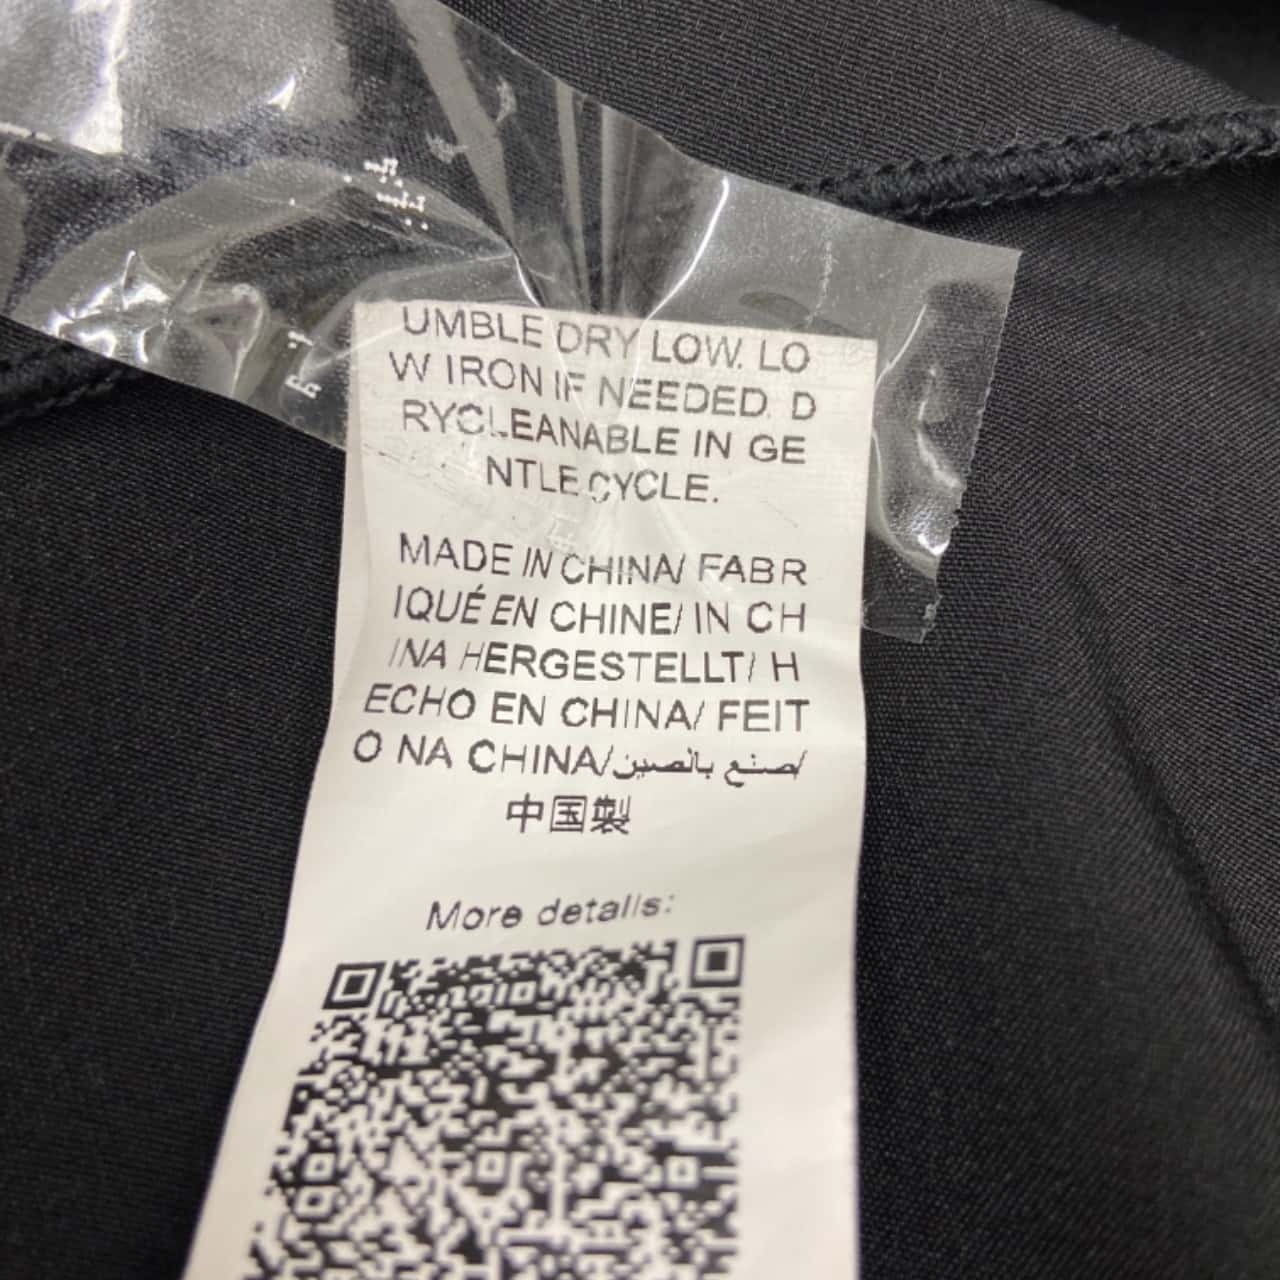 UMBLE DRY LOW. LO
W IRON IF NEEDED. D
RYCLEANABLE IN GE
NTLE CYCLE.
MADE IN CHINA/ FABR
IQUÉ EN CHINE/ IN CH
INA HERGESTELLT/ H
ECHO EN CHINA/ FEIT
O NA CHINA/صنع بالصين/
中国製
More details: